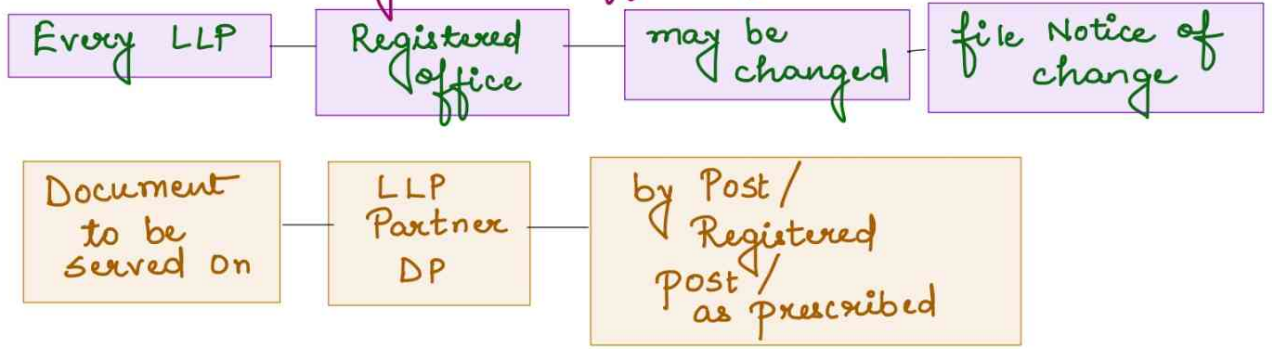 Every LLP
Registered
office
may be
changed
file Notice of
change
Document
to be
served on
LLP
Partner
DP
by Post /
Registered
Post /
as prescribed